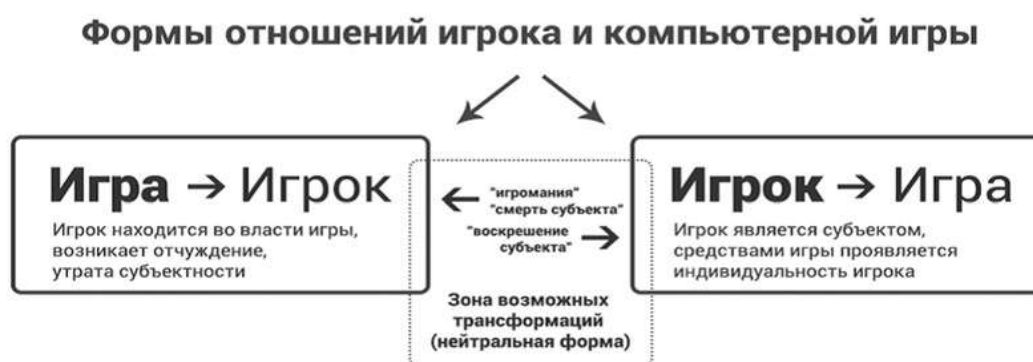 Формы отношений игрока и компьютерной игры
Игра → Игрок
Игрок находится во власти игры,
возникает отчуждение,
утрата субъектности
"игромания"
"смерть субъекта"
"воскрешение
субъекта"
Зона возможных
трансформаций
(нейтральная форма)
Игрок → Игра
Игрок является субъектом,
средствами игры проявляется
индивидуальность игрока